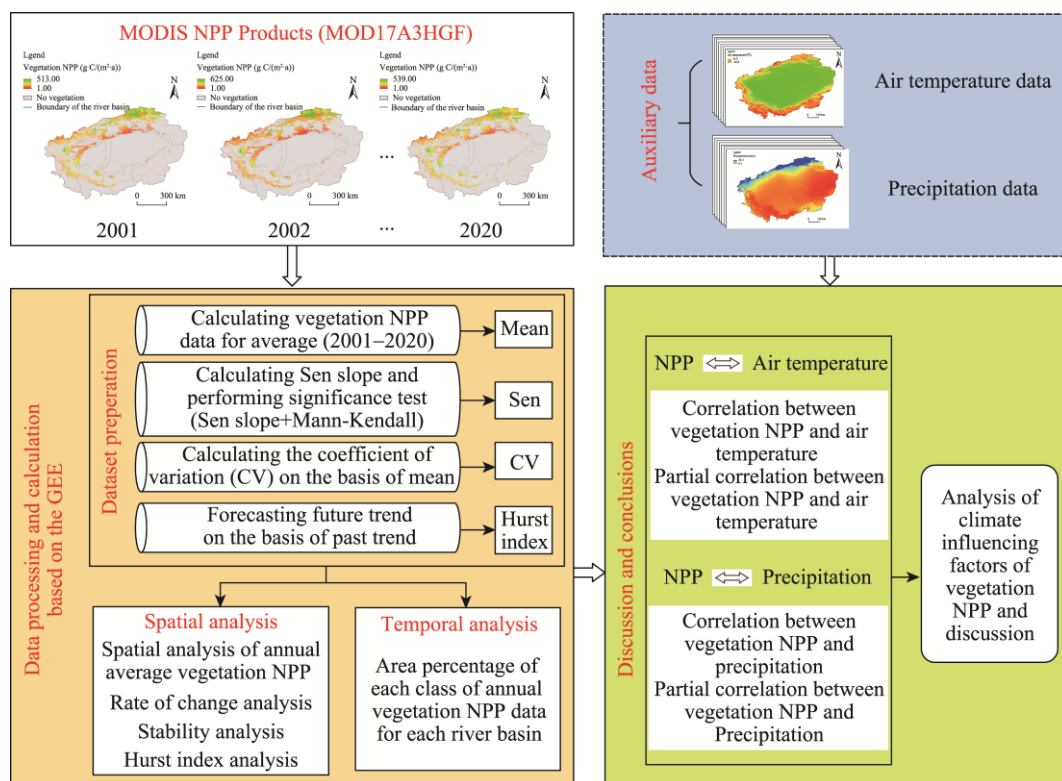 MODIS NPP Products (MOD17A3HGF)
Lgend
Vegetation NPP (g C/(m²·a))
513.00
1.00
No vegetation
Boundary of the river basin
N
0 300 km
2001
Lgend
Vegetation NPP (g C/(m²·a))
625.00
1.00
No vegetation
Boundary of the river basin
N
0 300 km
2002
...
...
Lgend
Vegetation NPP (g C/(m²·a))
539.00
1.00
No vegetation
Boundary of the river basin
N
0 300 km
2020
Auxiliary data
N
Air temperature data
N
Precipitation data
Data processing and calculation
based on the GEE
Dataset preperation
Calculating vegetation NPP
data for average (2001–2020)
Mean
Calculating Sen slope and
performing significance test
(Sen slope+Mann-Kendall)
Sen
Calculating the coefficient of
variation (CV) on the basis of mean
CV
Forecasting future trend
on the basis of past trend
Hurst
index
Spatial analysis
Spatial analysis of annual
average vegetation NPP
Rate of change analysis
Stability analysis
Hurst index analysis
Temporal analysis
Area percentage of
each class of annual
vegetation NPP data
for each river basin
Discussion and conclusions
NPP Air temperature
Correlation between
vegetation NPP and air
temperature
Partial correlation between
vegetation NPP and air
temperature
NPP Precipitation
Correlation between
vegetation NPP and
precipitation
Partial correlation between
vegetation NPP and
Precipitation
Analysis of
climate
influencing
factors of
vegetation
NPP and
discussion